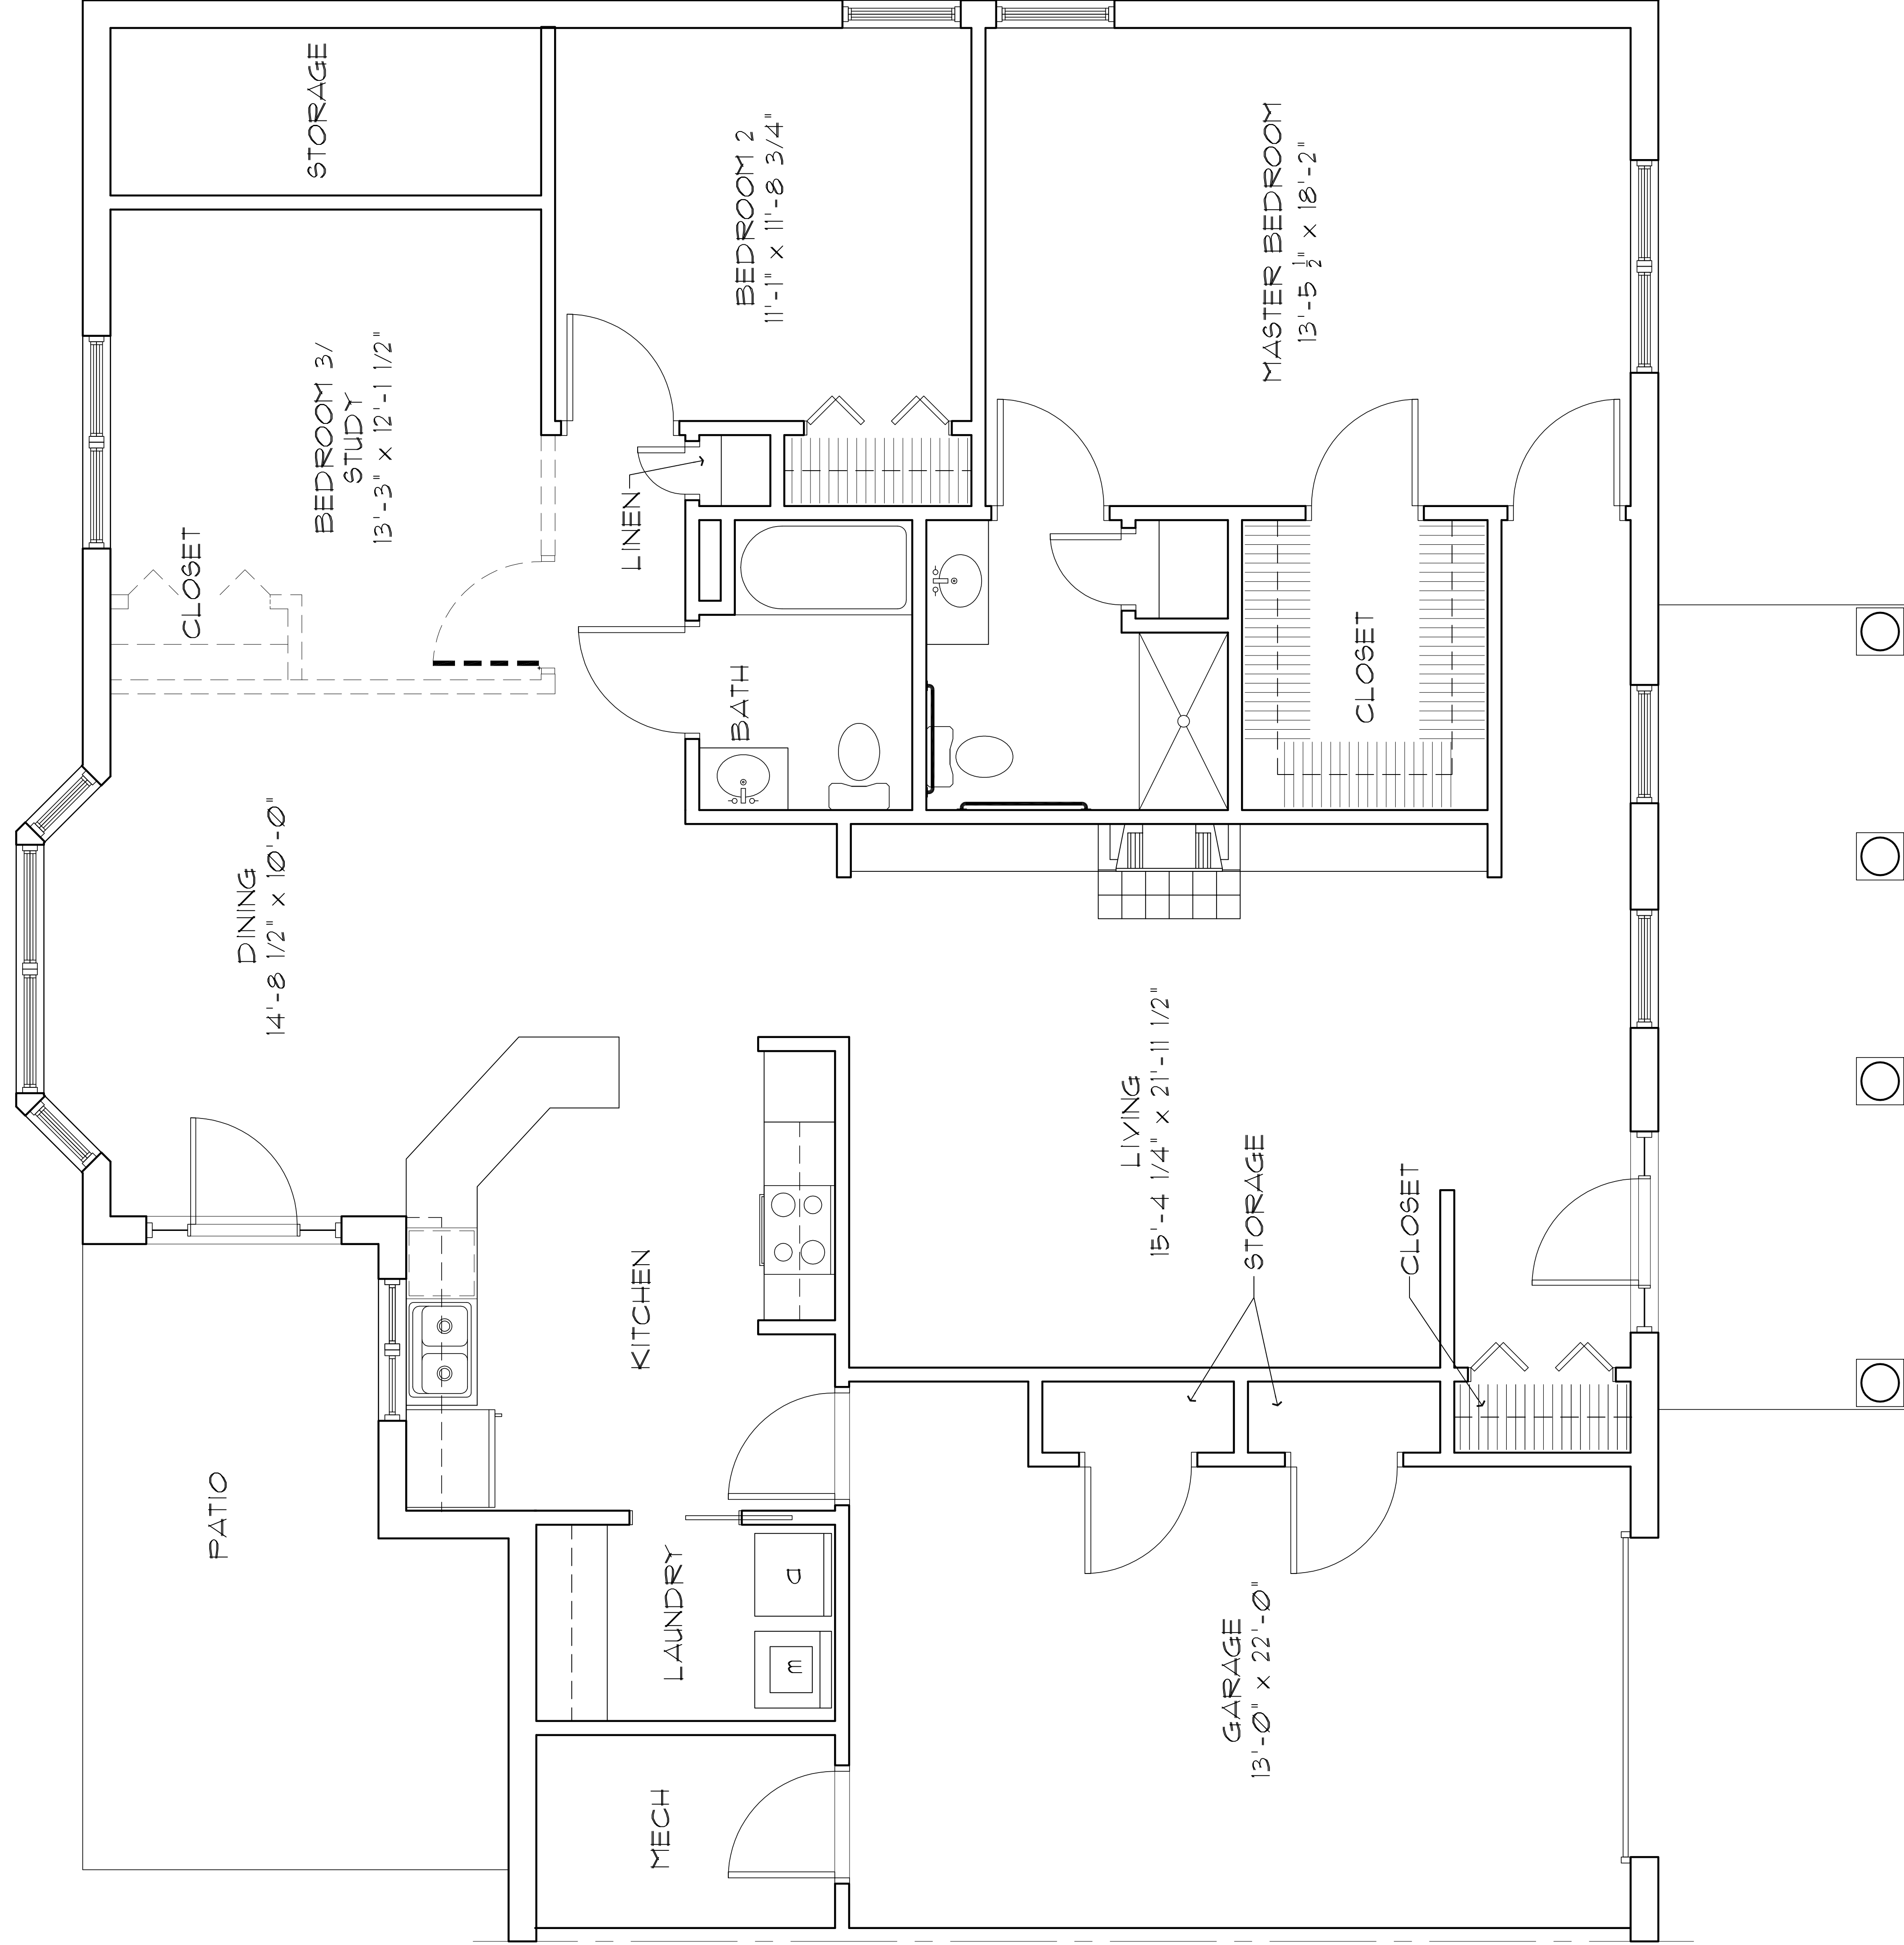 STORAGE
BEDROOM 2
11'-1" x 11'-8 3/4"
MASTER BEDROOM
13'-5 1/2" x 18'-2"
BEDROOM 3/
STUDY
13'-3" x 12'-1 1/2"
CLOSET
LINEN
BATH
CLOSET
DINING
14'-8 1/2" x 10'-0"
KITCHEN
LIVING
15'-4 1/4" x 21'-11 1/2"
STORAGE
CLOSET
PATIO
LAUNDRY
D
W
GARAGE
13'-0" x 22'-0"
MECH